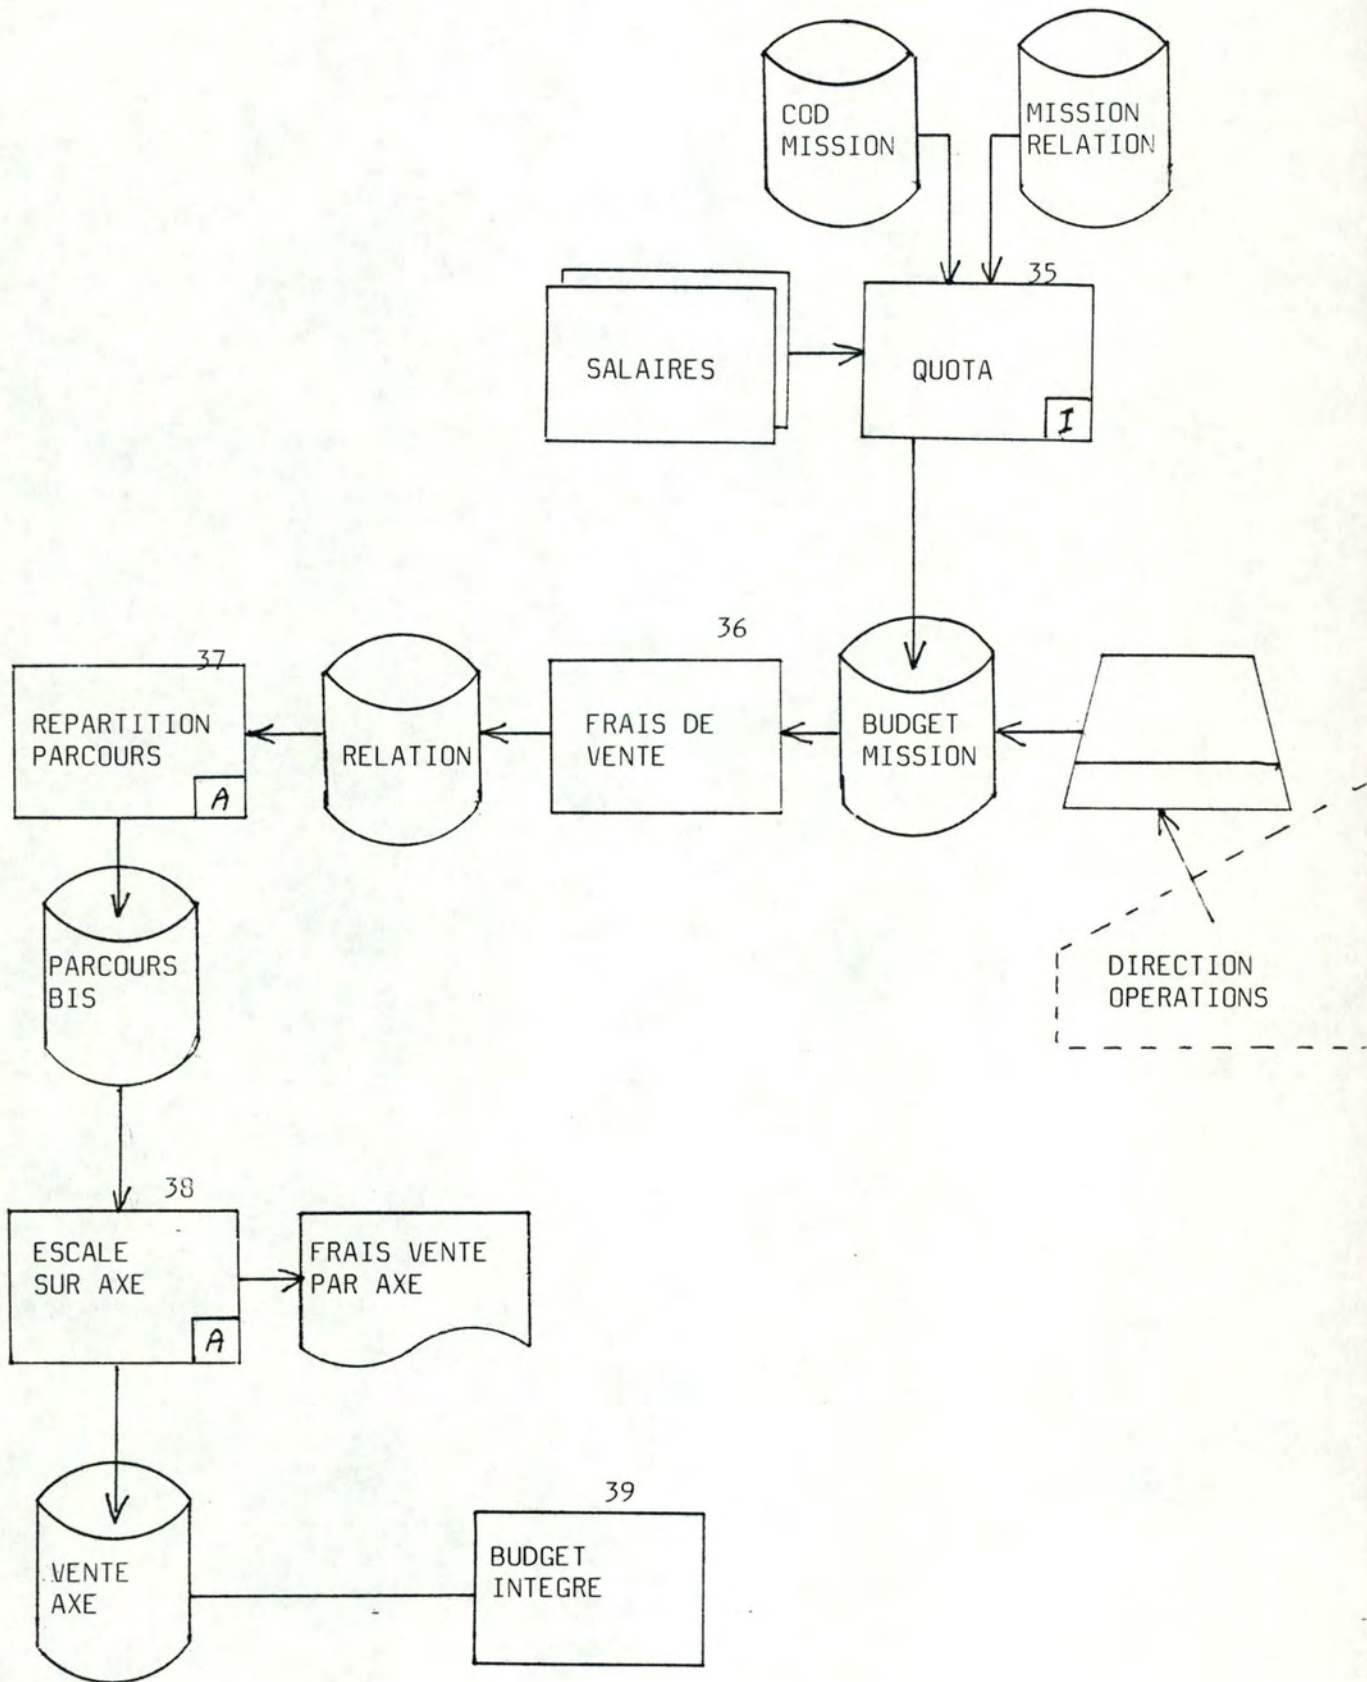 COD
MISSION
MISSION
RELATION
35
SALAIRES
QUOTA
I
36
37
REPARTITION
PARCOURS
A
RELATION
FRAIS DE
VENTE
BUDGET
MISSION
PARCOURS
BIS
DIRECTION
OPERATIONS
38
ESCALE
SUR AXE
A
FRAIS VENTE
PAR AXE
39
VENTE
AXE
BUDGET
INTEGRE